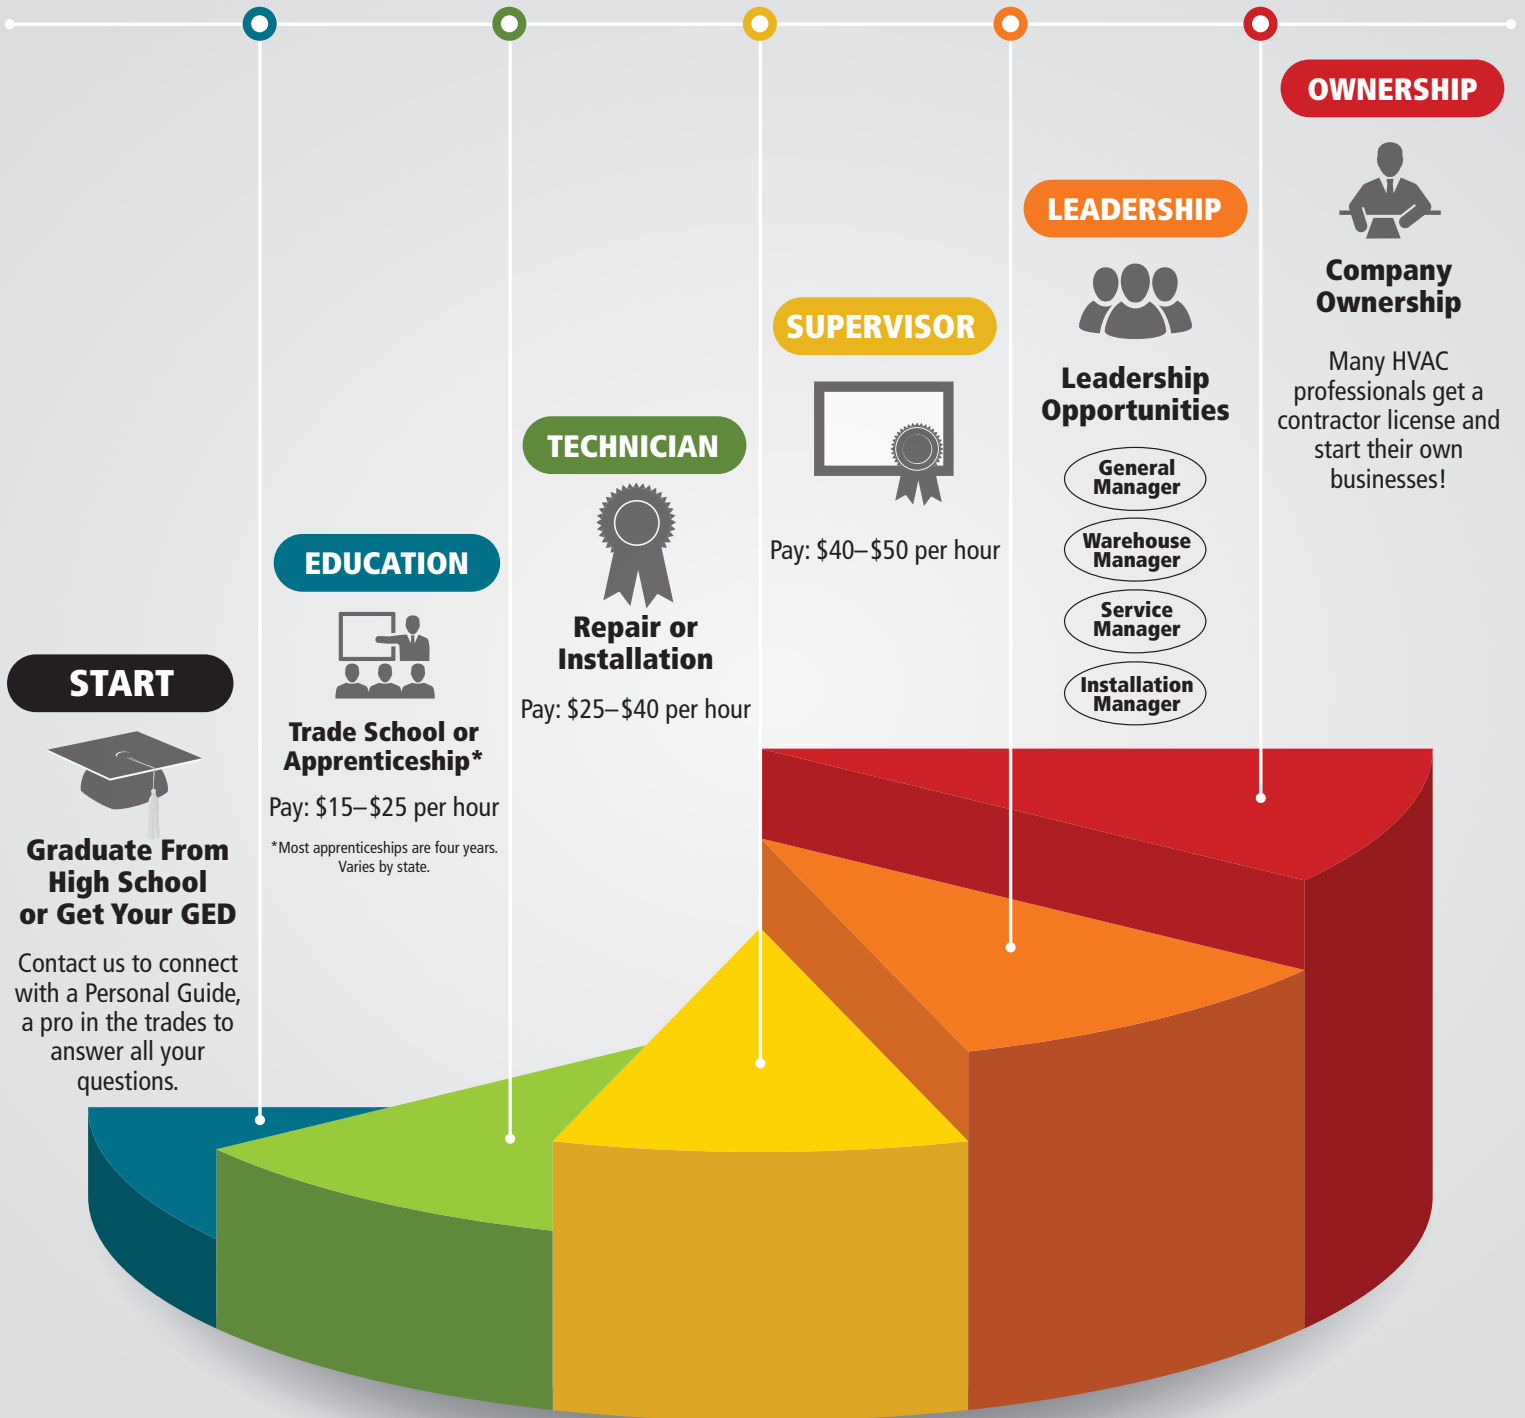 START
Graduate From
High School
or Get Your GED
Contact us to connect
with a Personal Guide,
a pro in the trades to
answer all your
questions.
EDUCATION
Trade School or
Apprenticeship*
Pay: $15–$25 per hour
*Most apprenticeships are four years.
Varies by state.
TECHNICIAN
Repair or
Installation
Pay: $25–$40 per hour
SUPERVISOR
Pay: $40–$50 per hour
LEADERSHIP
Leadership
Opportunities
General
Manager
Warehouse
Manager
Service
Manager
Installation
Manager
OWNERSHIP
Company
Ownership
Many HVAC
professionals get a
contractor license and
start their own
businesses!